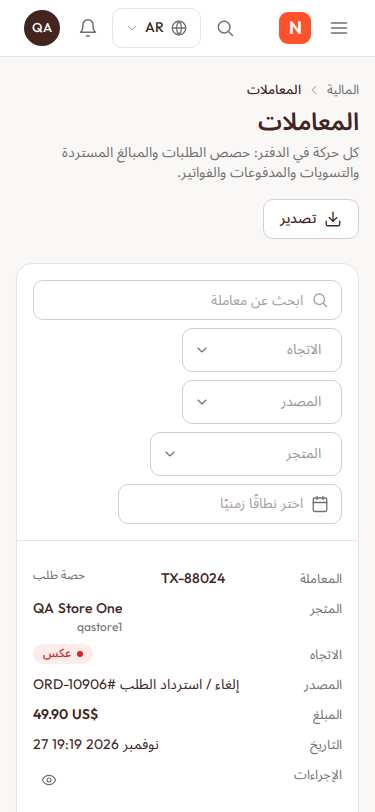 N
AR
QA
المالية > المعاملات
المعاملات
كل حركة في الدفتر: حصص الطلبات والمبالغ المستردة
والتسويات والمدفوعات والفواتير.
تصدير
ابحث عن معاملة
الاتجاه
المصدر
المتجر
اختر نطاقًا زمنيًا
المعاملة TX-88024 حصة طلب
المتجر QA Store One
qastore1
الاتجاه عكس
المصدر إلغاء / استرداد الطلب #ORD-10906
المبلغ 49.90 US$
التاريخ 27 نوفمبر 2026 19:19
الإجراءات